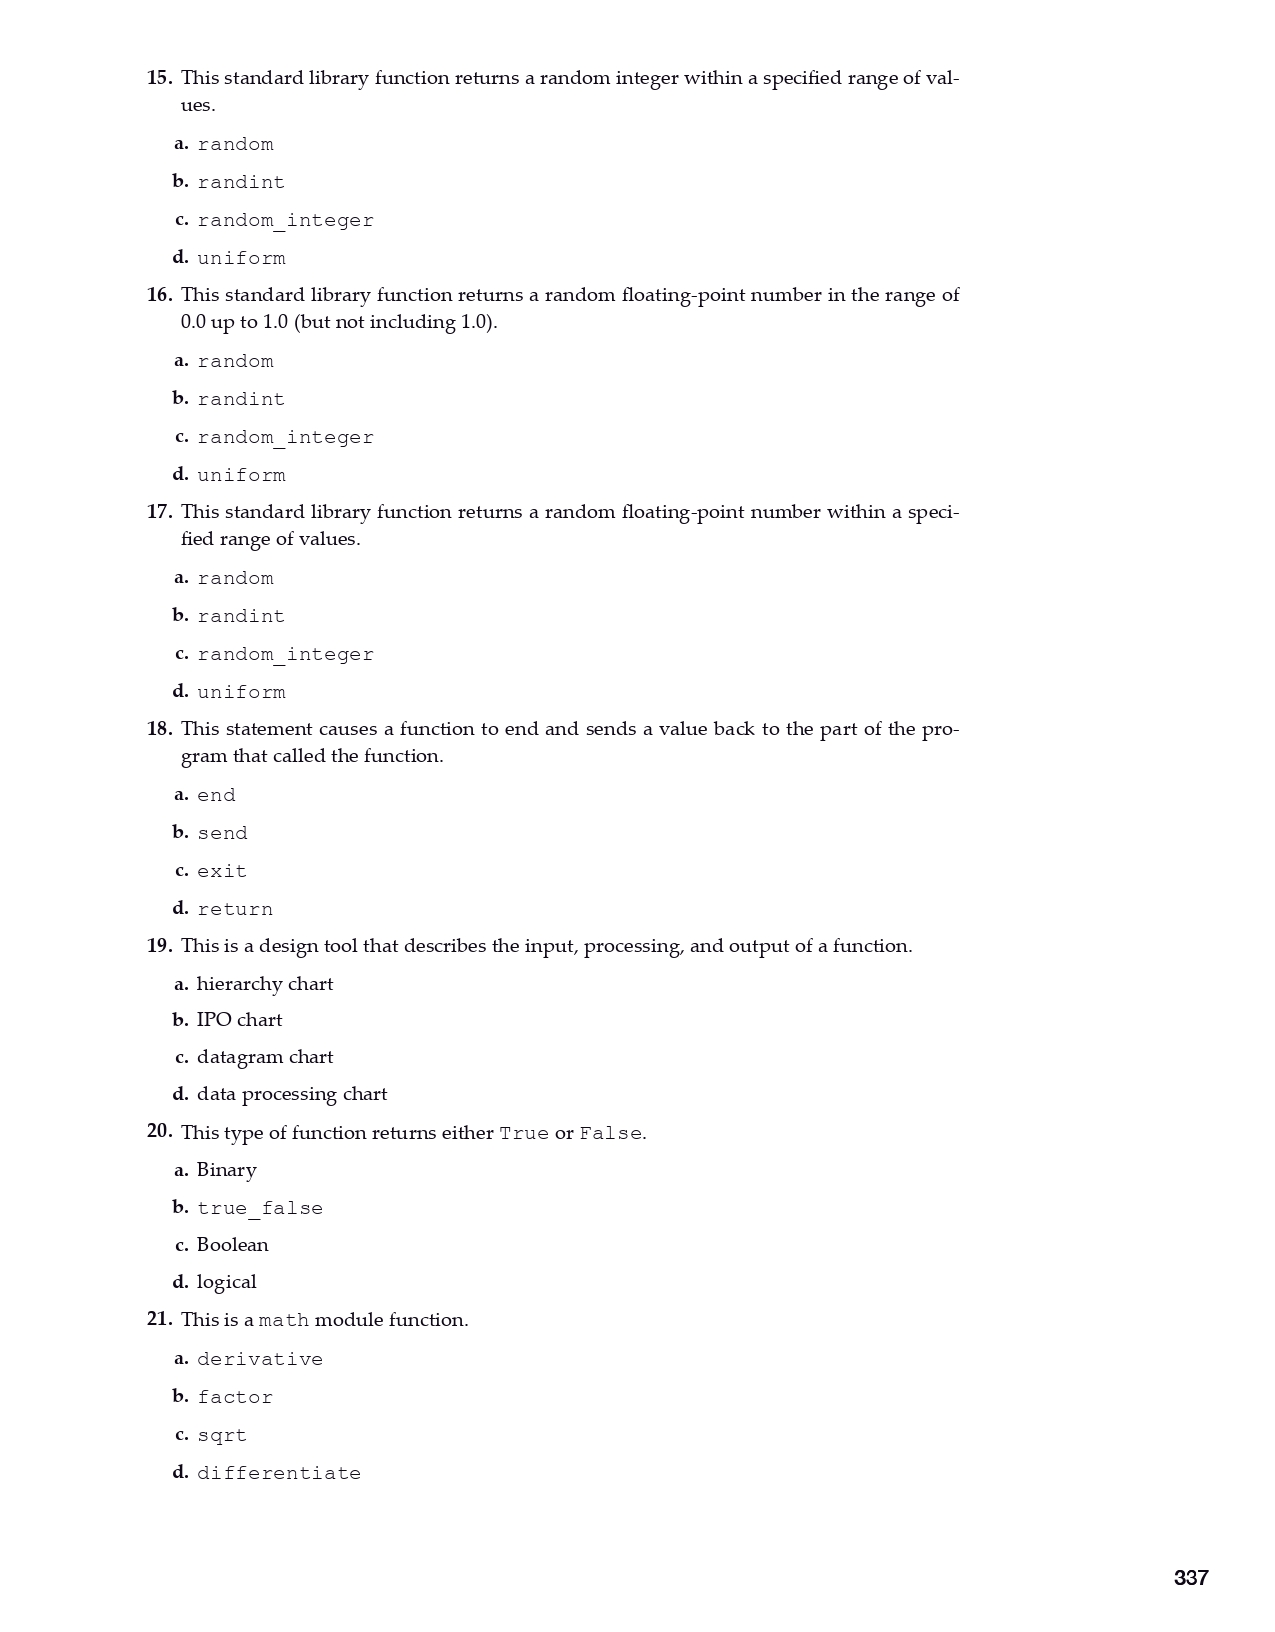 15. This standard library function returns a random integer within a specified range of val-
ues.
a. random
b. randint
c. random_integer
d. uniform
16. This standard library function returns a random floating-point number in the range of
0.0 up to 1.0 (but not including 1.0).
a. random
b. randint
c. random_integer
d. uniform
17. This standard library function returns a random floating-point number within a speci-
fied range of values.
a. random
b. randint
c. random_integer
d. uniform
18. This statement causes a function to end and sends a value back to the part of the pro-
gram that called the function.
a. end
b. send
c. exit
d. return
19. This is a design tool that describes the input, processing, and output of a function.
a. hierarchy chart
b. IPO chart
c. datagram chart
d. data processing chart
20. This type of function returns either True or False.
a. Binary
b. true_false
c. Boolean
d. logical
21. This is a math module function.
a. derivative
b. factor
c. sqrt
d. differentiate
337